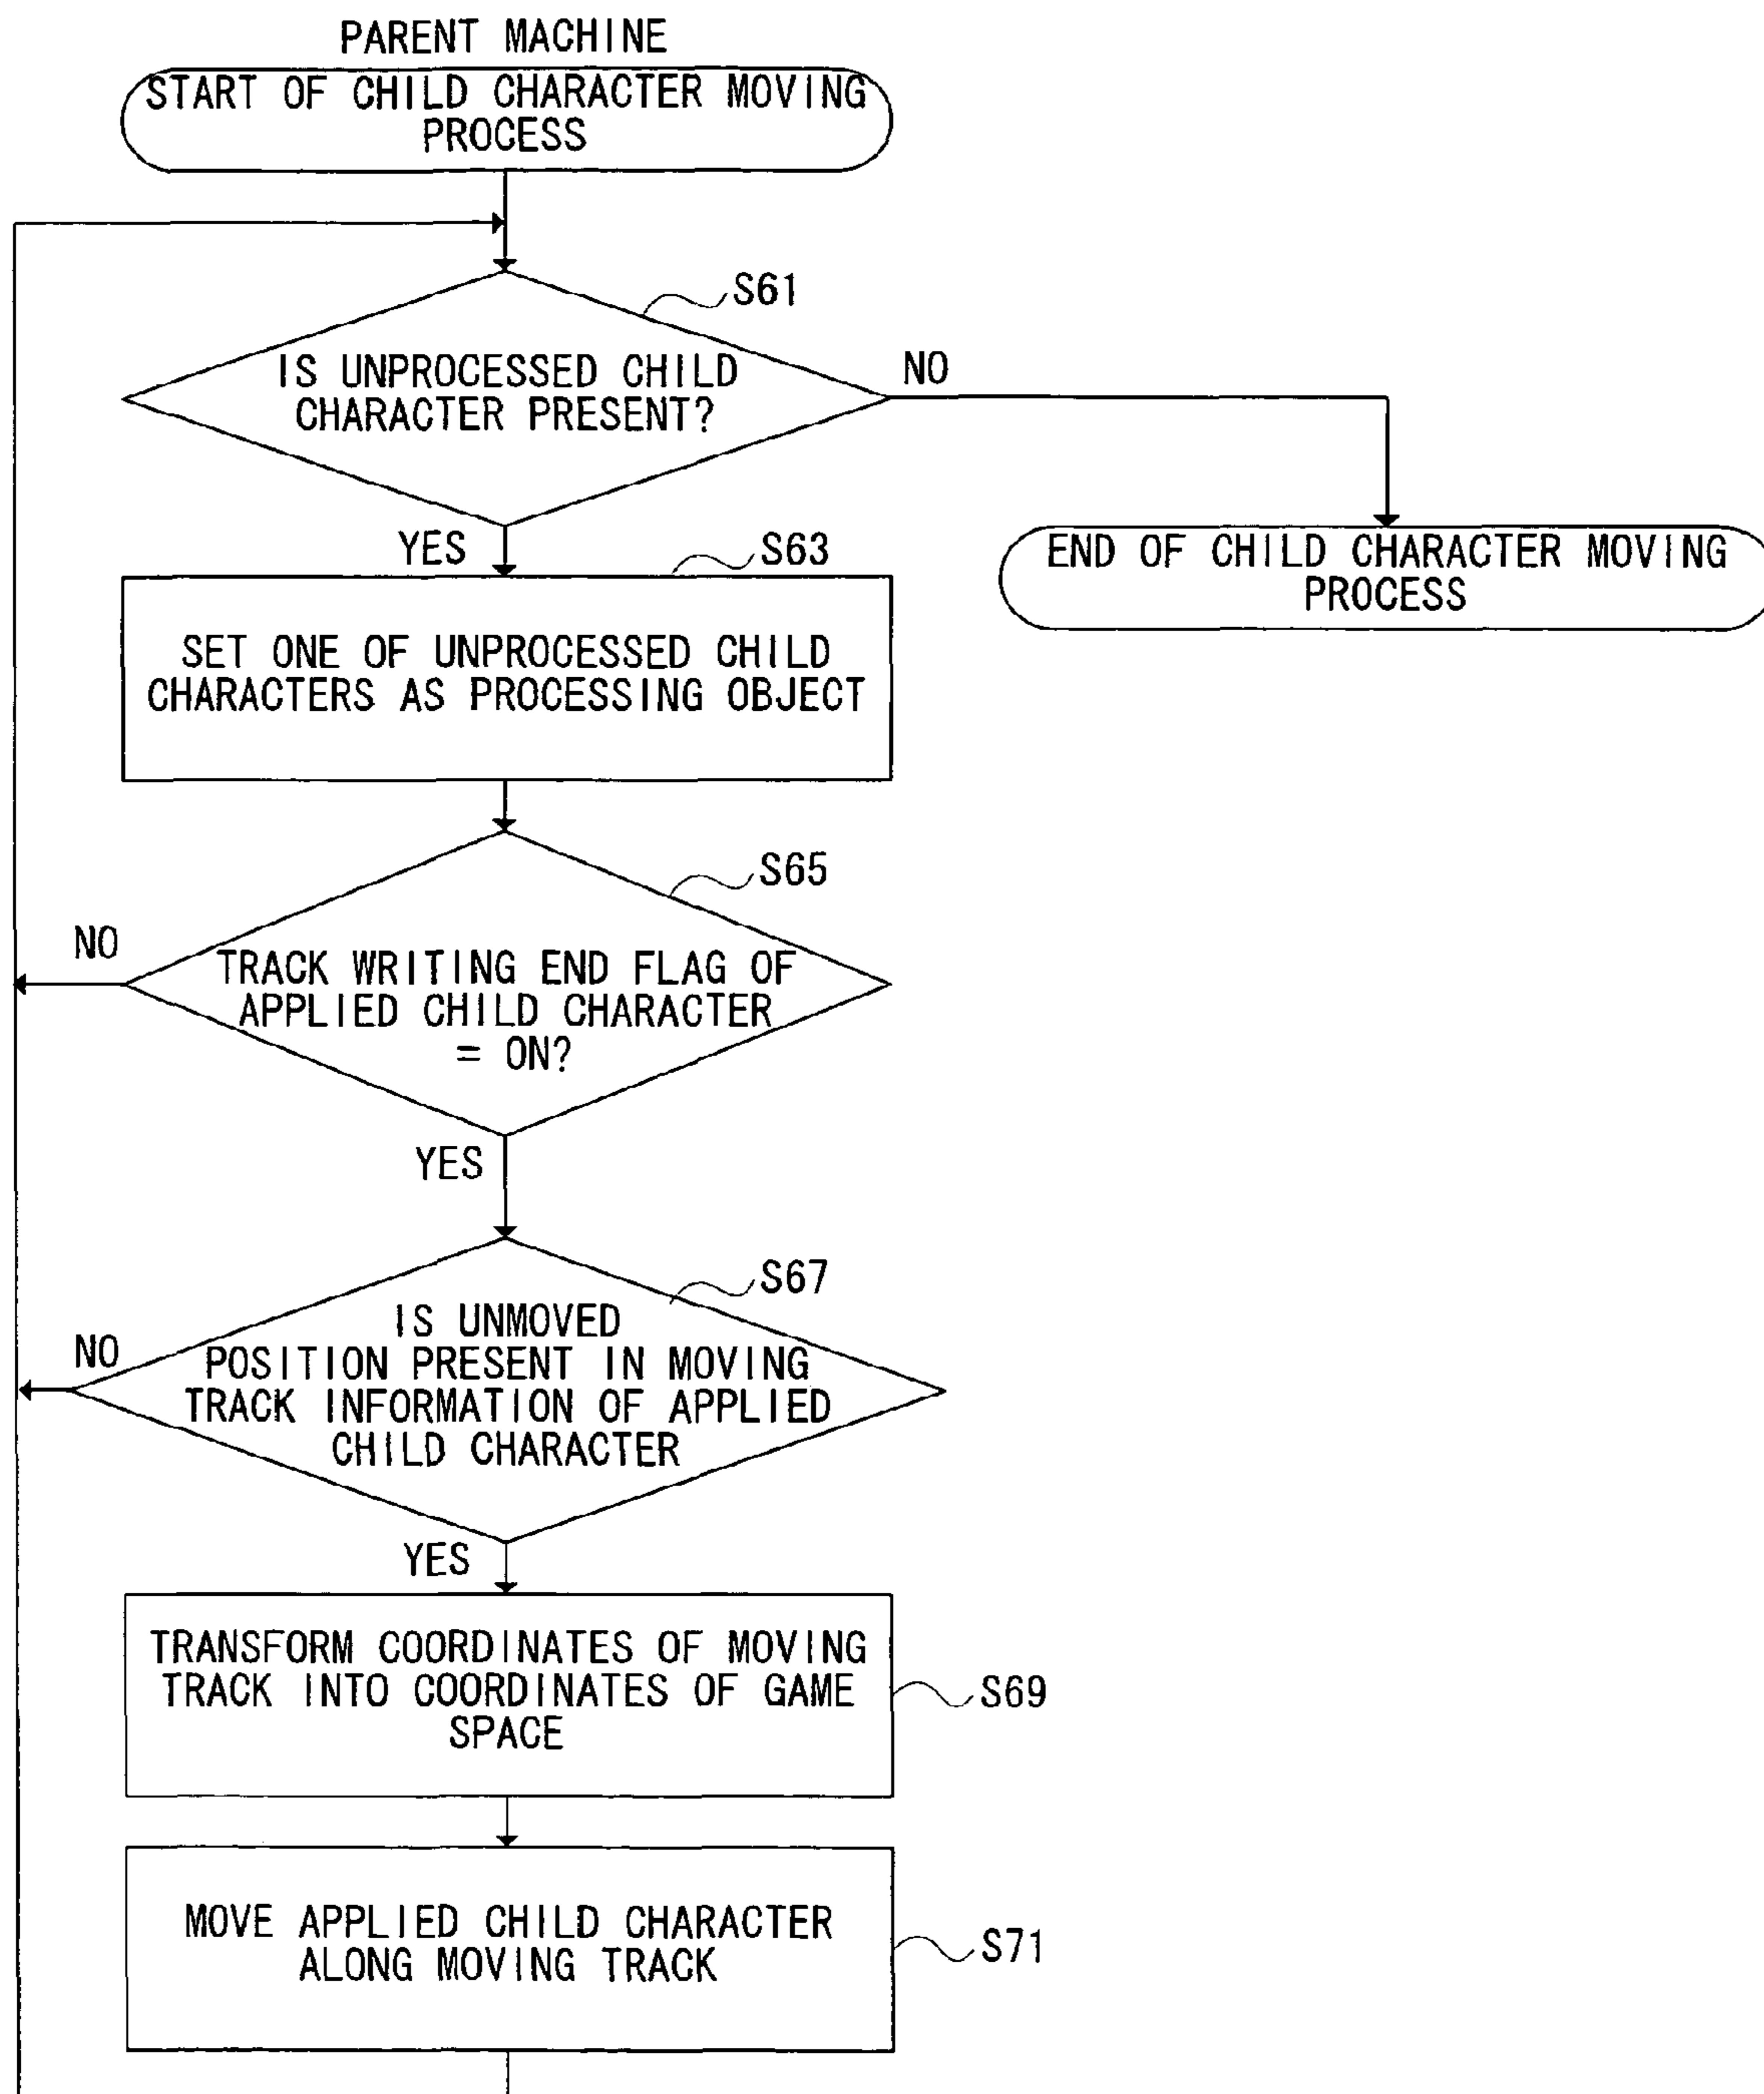 PARENT MACHINE
START OF CHILD CHARACTER MOVING
PROCESS
S61
IS UNPROCESSED CHILD
CHARACTER PRESENT?
NO
YES
END OF CHILD CHARACTER MOVING
PROCESS
S63
SET ONE OF UNPROCESSED CHILD
CHARACTERS AS PROCESSING OBJECT
S65
NO
TRACK WRITING END FLAG OF
APPLIED CHILD CHARACTER
= ON?
YES
S67
NO
IS UNMOVED
POSITION PRESENT IN MOVING
TRACK INFORMATION OF APPLIED
CHILD CHARACTER
YES
TRANSFORM COORDINATES OF MOVING
TRACK INTO COORDINATES OF GAME
SPACE
S69
MOVE APPLIED CHILD CHARACTER
ALONG MOVING TRACK
S71